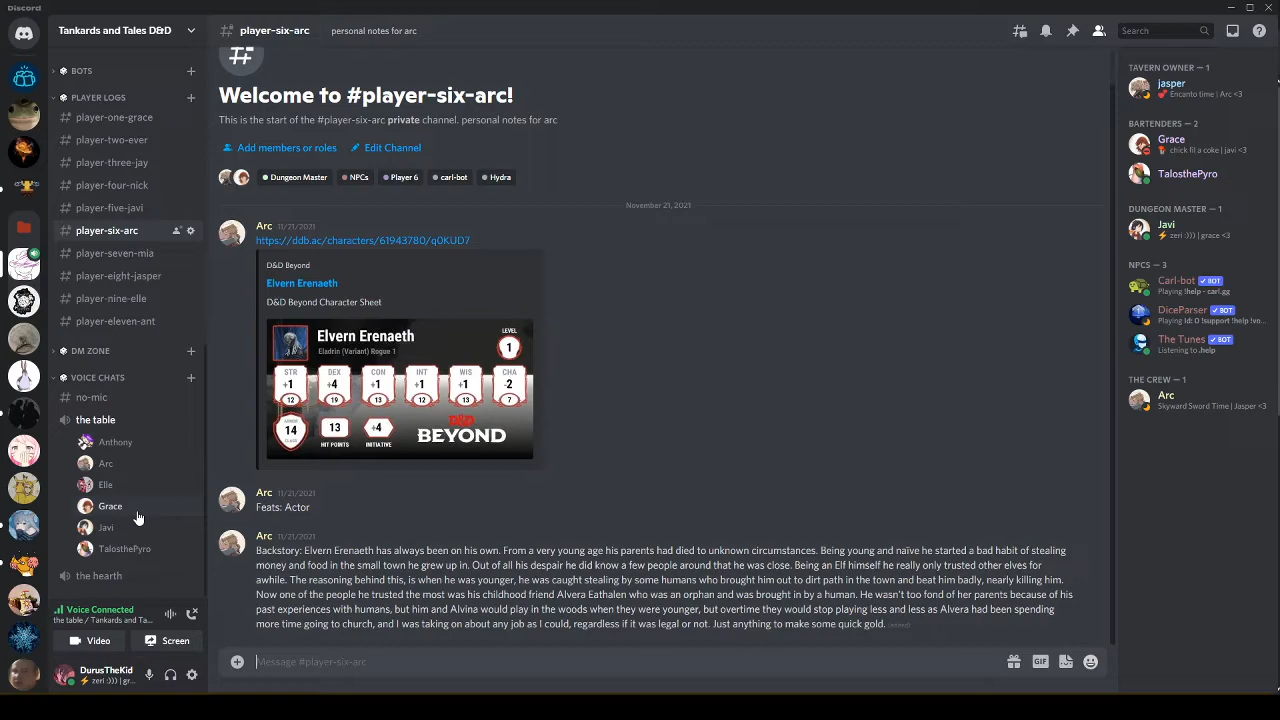 Discord
Tankards and Tales D&D
BOTS
PLAYER LOGS
player-one-grace
player-two-ever
player-three-jay
player-four-nick
player-five-javi
player-six-arc
player-seven-mia
player-eight-jasper
player-nine-elle
player-eleven-ant
DM ZONE
VOICE CHATS
no-mic
the table
Anthony
Arc
Elle
Grace
Javi
TalosthePyro
the hearth
Voice Connected
the table / Tankards and Ta...
Video
Screen
DurusTheKid
zeri :))) | gr...
player-six-arc
personal notes for arc
Search
Welcome to #player-six-arc!
This is the start of the #player-six-arc private channel. personal notes for arc
Add members or roles
Edit Channel
Dungeon Master
NPCs
Player 6
carl-bot
Hydra
November 21, 2021
Arc 11/21/2021
https://ddb.ac/characters/61943780/q0KUD7
D&D Beyond
Elvern Erenaeth
D&D Beyond Character Sheet
Elvern Erenaeth
Eladrin (Variant) Rogue 1
LEVEL
1
STR DEX CON INT WIS CHA
+1 +4 +1 +1 +1 -2
12 19 13 12 13 7
ARMOR
14
CLASS
13
HIT POINTS
+4
INITIATIVE
D&D
BEYOND
Arc 11/21/2021
Feats: Actor
Arc 11/21/2021
Backstory: Elvern Erenaeth has always been on his own. From a very young age his parents had died to unknown circumstances. Being young and naïve he started a bad habit of stealing
money and food in the small town he grew up in. Out of all his despair he did know a few people around that he could trust. Being an Elf himself he really only trusted other elves for
awhile. The reasoning behind this, is when he was younger, he was caught stealing by some humans who brought him out to dirt path in the town and beat him badly, nearly killing him.
Now one of the people he trusted the most was his childhood friend Alvera Eathalen who was an orphan and was brought in by a human. He wasn't too fond of her parents because of his
past experiences with humans, but him and Alvina would play in the woods when they were younger, but overtime they would stop playing less and less as Alvera had been spending
more time going to church, and I was taking on about any job as I could, regardless if it was legal or not. Just anything to make some quick gold. (edited)
Message #player-six-arc
GIF
TAVERN OWNER — 1
jasper
Encanto time | Arc <3
BARTENDERS — 2
Grace
chick fil a coke | javi <3
TalosthePyro
DUNGEON MASTER — 1
Javi
zeri :))) | grace <3
NPCS — 3
Carl-bot BOT
Playing !help - carl.gg
DiceParser BOT
Playing Id: 0 !support !help !vo...
The Tunes BOT
Listening to .help
THE CREW — 1
Arc
Skyward Sword Time | Jasper <3